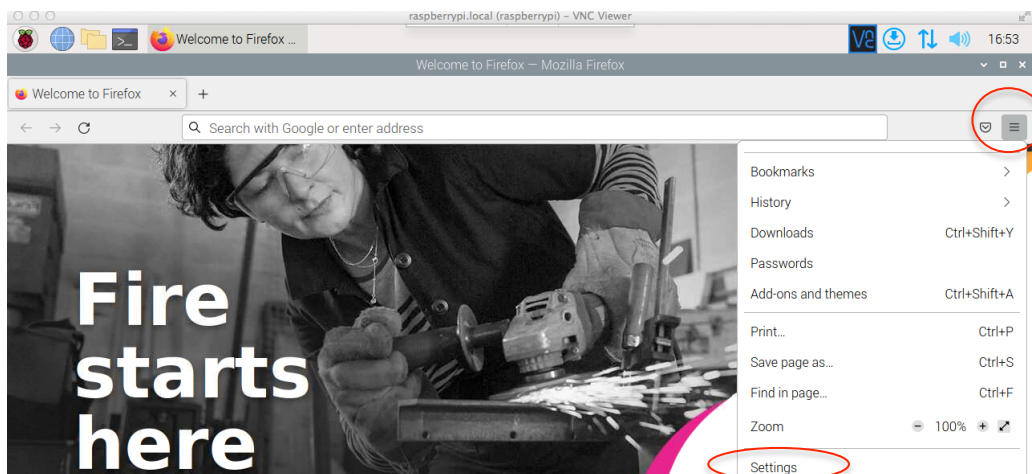 raspberrypi.local (raspberrypi) – VNC Viewer
Welcome to Firefox ...
16:53
Welcome to Firefox — Mozilla Firefox
Welcome to Firefox × +
Search with Google or enter address
Bookmarks
History
Downloads Ctrl+Shift+Y
Passwords
Add-ons and themes Ctrl+Shift+A
Print... Ctrl+P
Save page as... Ctrl+S
Find in page... Ctrl+F
Zoom − 100% +
Settings
Fire
starts
here